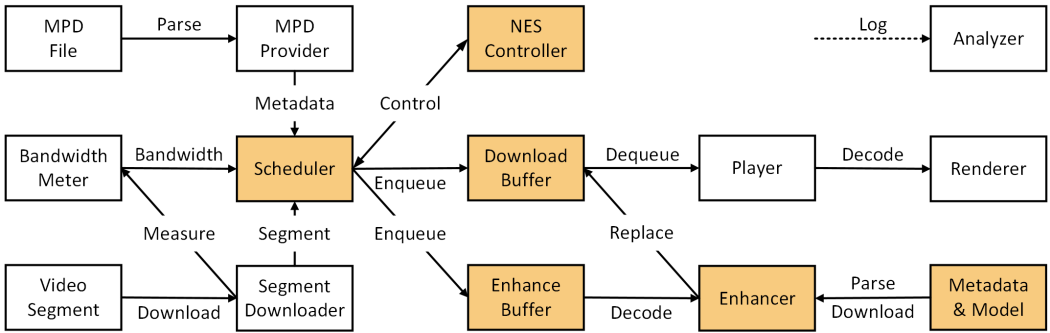 MPD
File
Parse
MPD
Provider
NES
Controller
Log
Analyzer
Metadata
Control
Bandwidth
Meter
Bandwidth
Scheduler
Enqueue
Download
Buffer
Dequeue
Player
Decode
Renderer
Measure
Segment
Enqueue
Replace
Video
Segment
Download
Segment
Downloader
Enhance
Buffer
Decode
Enhancer
Parse
Download
Metadata
& Model